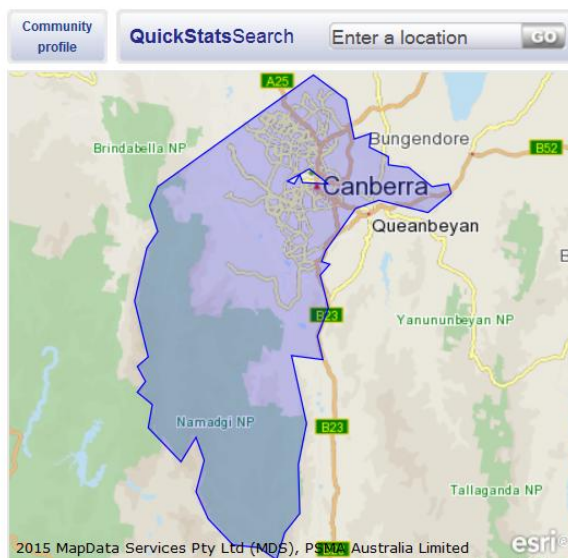 Community
profile
QuickStatsSearch
Enter a location
GO
A25
Bungendore
Brindabella NP
B52
Canberra
Queanbeyan
B23
Yanununbeyan NP
Namadgi NP
B23
Tallaganda NP
2015 MapData Services Pty Ltd (MDS), PSMA Australia Limited
esri